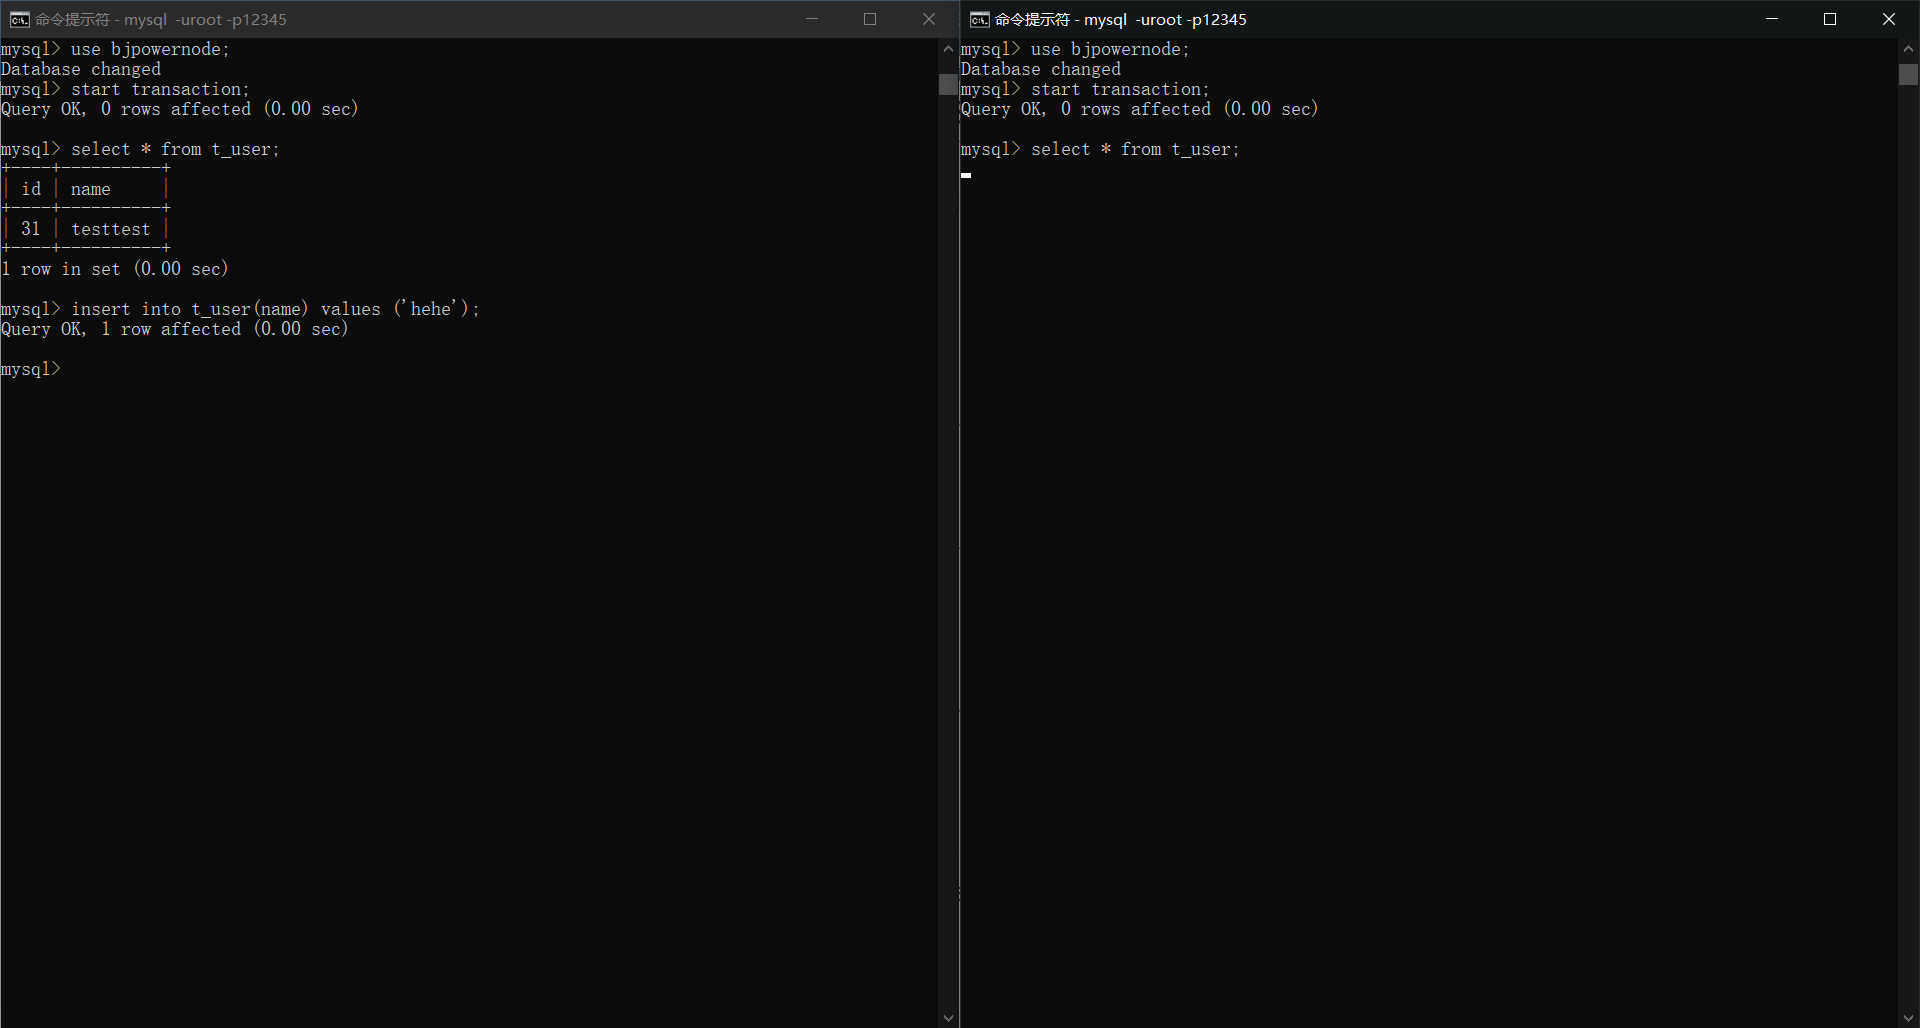 命令提示符 - mysql  -uroot -p12345
mysql> use bjpowernode;
Database changed
mysql> start transaction;
Query OK, 0 rows affected (0.00 sec)
mysql> select * from t_user;
+----+----------+
| id | name     |
+----+----------+
| 31 | testtest |
+----+----------+
1 row in set (0.00 sec)
mysql> insert into t_user(name) values ('hehe');
Query OK, 1 row affected (0.00 sec)
mysql>
命令提示符 - mysql  -uroot -p12345
mysql> use bjpowernode;
Database changed
mysql> start transaction;
Query OK, 0 rows affected (0.00 sec)
mysql> select * from t_user;